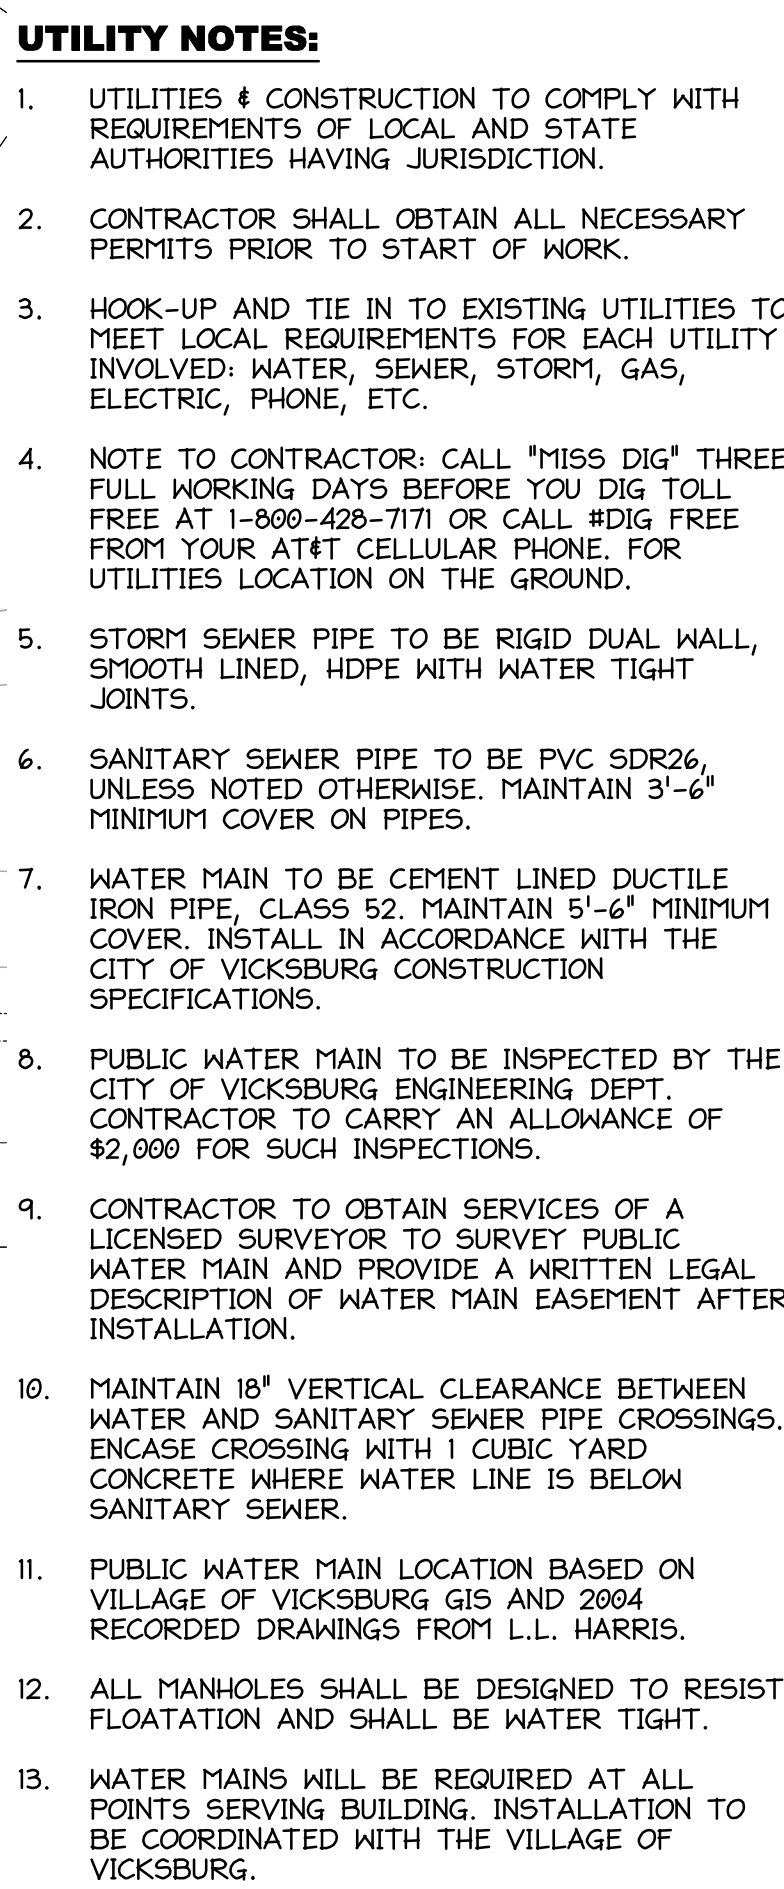 UTILITY NOTES:
1. UTILITIES & CONSTRUCTION TO COMPLY WITH
REQUIREMENTS OF LOCAL AND STATE
AUTHORITIES HAVING JURISDICTION.
2. CONTRACTOR SHALL OBTAIN ALL NECESSARY
PERMITS PRIOR TO START OF WORK.
3. HOOK-UP AND TIE IN TO EXISTING UTILITIES TO
MEET LOCAL REQUIREMENTS FOR EACH UTILITY
INVOLVED: WATER, SEWER, STORM, GAS,
ELECTRIC, PHONE, ETC.
4. NOTE TO CONTRACTOR: CALL "MISS DIG" THREE
FULL WORKING DAYS BEFORE YOU DIG TOLL
FREE AT 1-800-428-7171 OR CALL #DIG FREE
FROM YOUR AT&T CELLULAR PHONE. FOR
UTILITIES LOCATION ON THE GROUND.
5. STORM SEWER PIPE TO BE RIGID DUAL WALL,
SMOOTH LINED, HDPE WITH WATER TIGHT
JOINTS.
6. SANITARY SEWER PIPE TO BE PVC SDR26,
UNLESS NOTED OTHERWISE. MAINTAIN 3'-6"
MINIMUM COVER ON PIPES.
7. WATER MAIN TO BE CEMENT LINED DUCTILE
IRON PIPE, CLASS 52. MAINTAIN 5'-6" MINIMUM
COVER. INSTALL IN ACCORDANCE WITH THE
CITY OF VICKSBURG CONSTRUCTION
SPECIFICATIONS.
8. PUBLIC WATER MAIN TO BE INSPECTED BY THE
CITY OF VICKSBURG ENGINEERING DEPT.
CONTRACTOR TO CARRY AN ALLOWANCE OF
$2,000 FOR SUCH INSPECTIONS.
9. CONTRACTOR TO OBTAIN SERVICES OF A
LICENSED SURVEYOR TO SURVEY PUBLIC
WATER MAIN AND PROVIDE A WRITTEN LEGAL
DESCRIPTION OF WATER MAIN EASEMENT AFTER
INSTALLATION.
10. MAINTAIN 18" VERTICAL CLEARANCE BETWEEN
WATER AND SANITARY SEWER PIPE CROSSINGS.
ENCASE CROSSING WITH 1 CUBIC YARD
CONCRETE WHERE WATER LINE IS BELOW
SANITARY SEWER.
11. PUBLIC WATER MAIN LOCATION BASED ON
VILLAGE OF VICKSBURG GIS AND 2004
RECORDED DRAWINGS FROM L.L. HARRIS.
12. ALL MANHOLES SHALL BE DESIGNED TO RESIST
FLOATATION AND SHALL BE WATER TIGHT.
13. WATER MAINS WILL BE REQUIRED AT ALL
POINTS SERVING BUILDING. INSTALLATION TO
BE COORDINATED WITH THE VILLAGE OF
VICKSBURG.